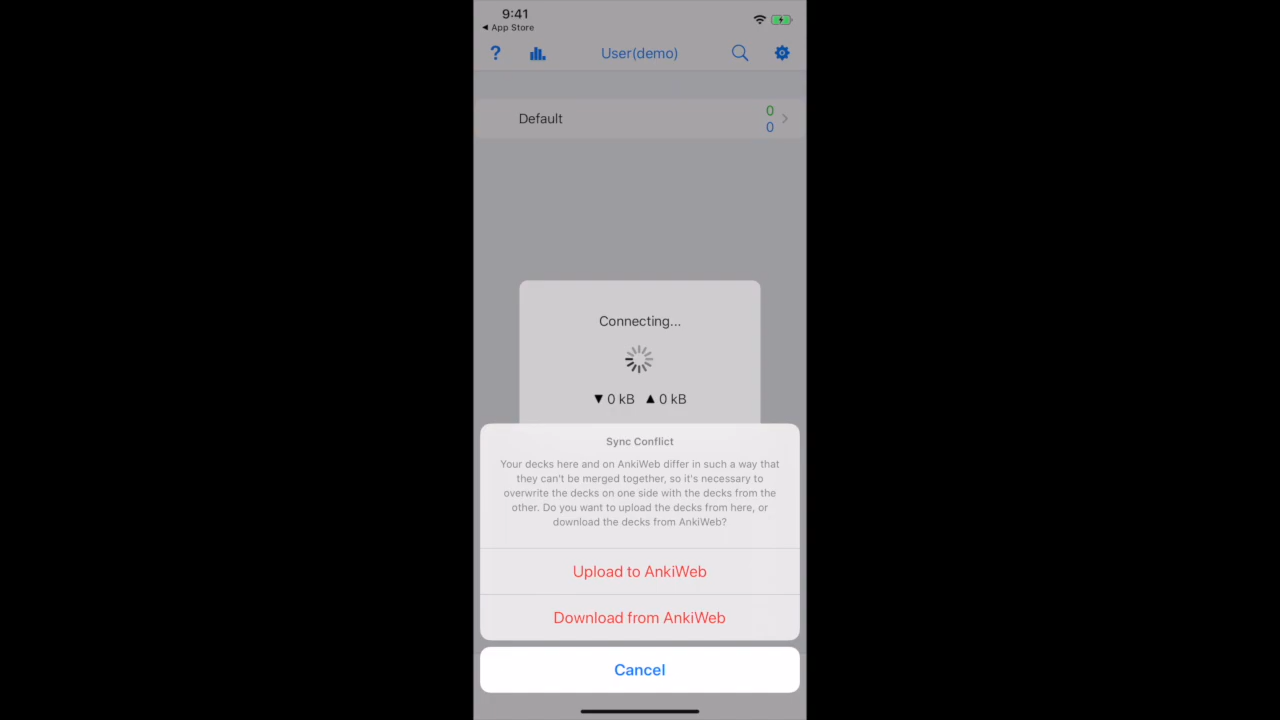 9:41
◀ App Store
? User(demo)
Default
0
0
Connecting...
▼ 0 kB ▲ 0 kB
Sync Conflict
Your decks here and on AnkiWeb differ in such a way that
they can't be merged together, so it's necessary to
overwrite the decks on one side with the decks from the
other. Do you want to upload the decks from here, or
download the decks from AnkiWeb?
Upload to AnkiWeb
Download from AnkiWeb
Cancel